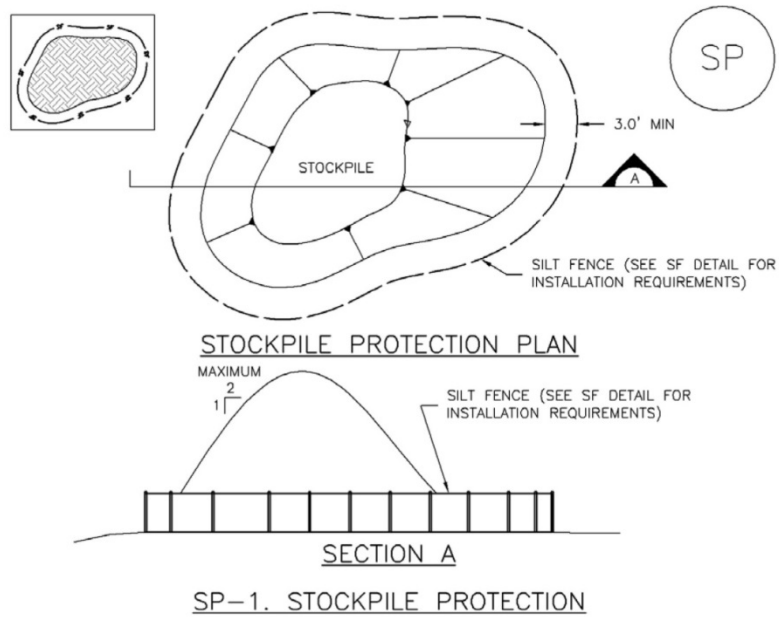 SP
3.0' MIN
STOCKPILE
A
SILT FENCE (SEE SF DETAIL FOR
INSTALLATION REQUIREMENTS)
STOCKPILE PROTECTION PLAN
MAXIMUM
2
1
SILT FENCE (SEE SF DETAIL FOR
INSTALLATION REQUIREMENTS)
SECTION A
SP-1. STOCKPILE PROTECTION